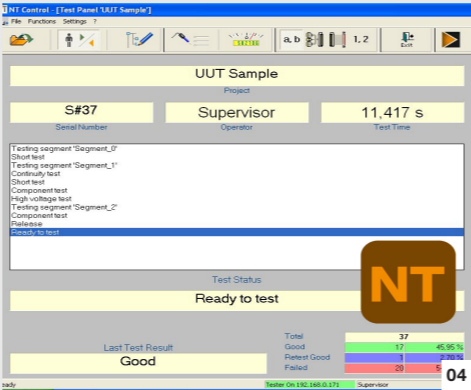 NT Control - [Test Panel 'UUT Sample']
File Functions Settings ?
a, b 1, 2 Exit
UUT Sample
Project
S#37 Supervisor 11,417 s
Serial Number Operator Test Time
Testing segment 'Segment_0'
Short test
Testing segment 'Segment_1'
Continuity test
Short test
Component test
High voltage test
Testing segment 'Segment_2'
Component test
Release
Ready to test
NT
Test Status
Ready to test
Total 37
Last Test Result Good 17 45,95 %
Good Retest Good 1 2,70 %
Failed 20
04
Tester On 192.168.0.171 Supervisor